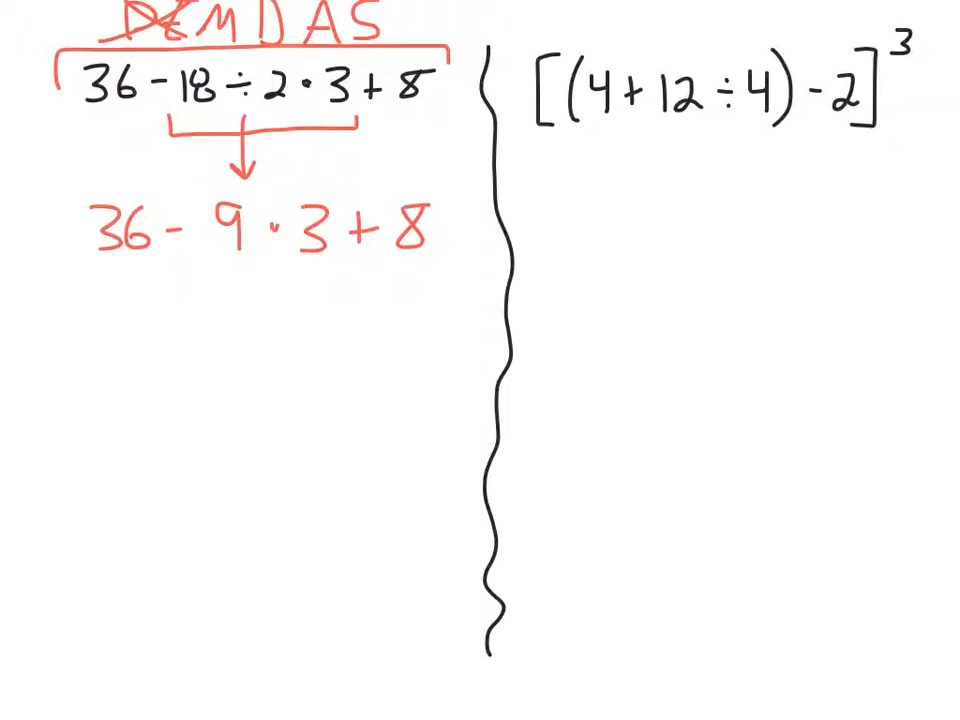 PEMDAS
36 - 18 ÷ 2 · 3 + 8
36 - 9 · 3 + 8
[(4 + 12 ÷ 4) - 2]³